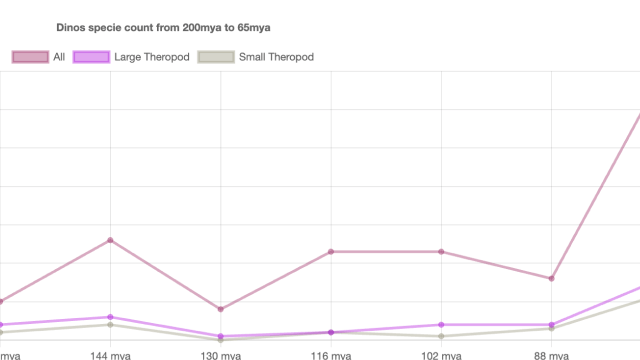 Dinos specie count from 200mya to 65mya
All Large Theropod Small Theropod
mya 144 mya 130 mya 116 mya 102 mya 88 mya